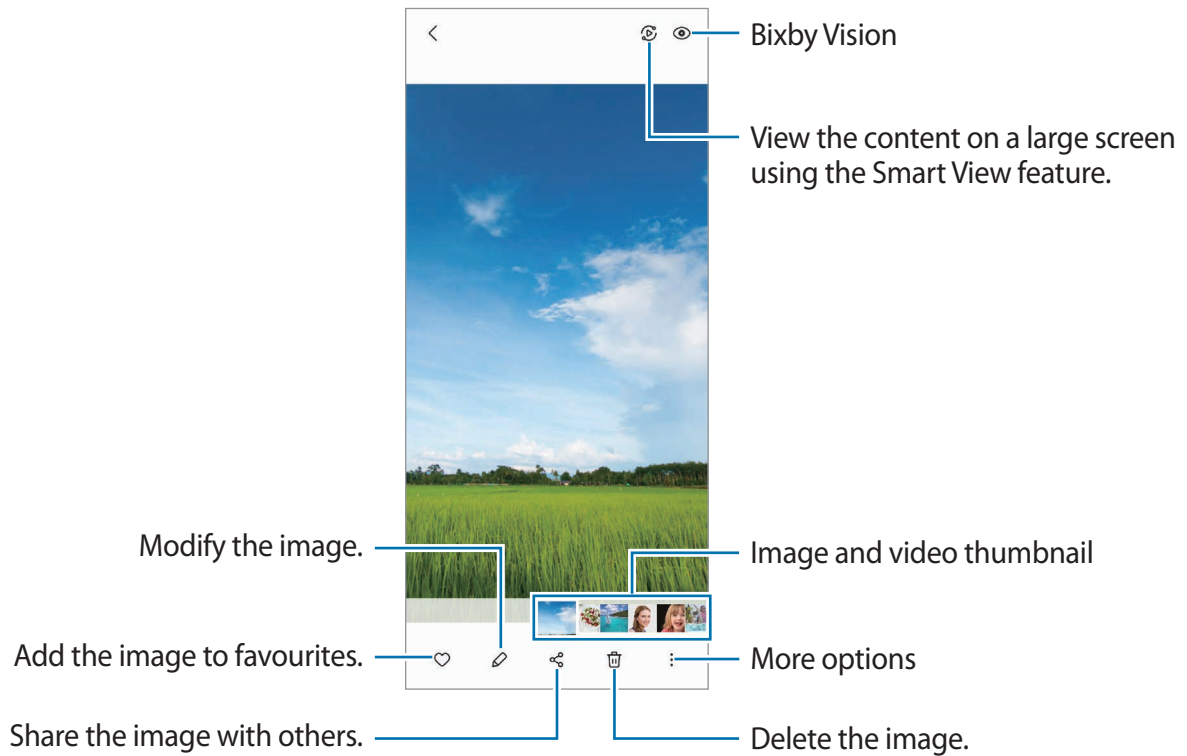 Bixby Vision
View the content on a large screen
using the Smart View feature.
Modify the image.
Image and video thumbnail
Add the image to favourites.
More options
Share the image with others.
Delete the image.